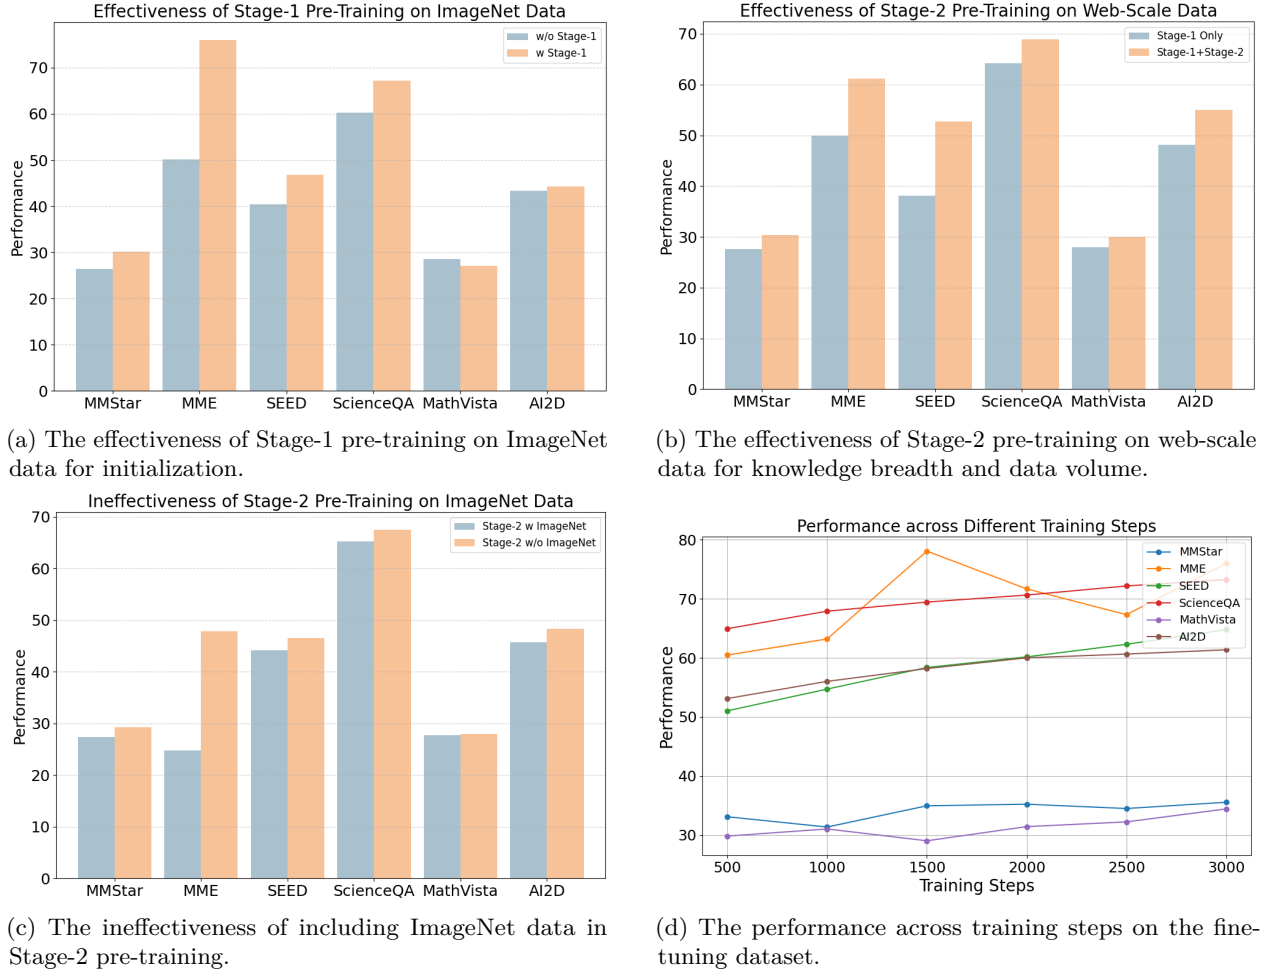 Effectiveness of Stage-1 Pre-Training on ImageNet Data
w/o Stage-1
w Stage-1
Performance
70
60
50
40
30
20
10
0
MMStar MME SEED ScienceQA MathVista AI2D
(a) The effectiveness of Stage-1 pre-training on ImageNet
data for initialization.
Effectiveness of Stage-2 Pre-Training on Web-Scale Data
Stage-1 Only
Stage-1+Stage-2
Performance
70
60
50
40
30
20
10
0
MMStar MME SEED ScienceQA MathVista AI2D
(b) The effectiveness of Stage-2 pre-training on web-scale
data for knowledge breadth and data volume.
Ineffectiveness of Stage-2 Pre-Training on ImageNet Data
Stage-2 w ImageNet
Stage-2 w/o ImageNet
Performance
70
60
50
40
30
20
10
0
MMStar MME SEED ScienceQA MathVista AI2D
(c) The ineffectiveness of including ImageNet data in
Stage-2 pre-training.
Performance across Different Training Steps
MMStar
MME
SEED
ScienceQA
MathVista
AI2D
Performance
80
70
60
50
40
30
500 1000 1500 2000 2500 3000
Training Steps
(d) The performance across training steps on the fine-
tuning dataset.